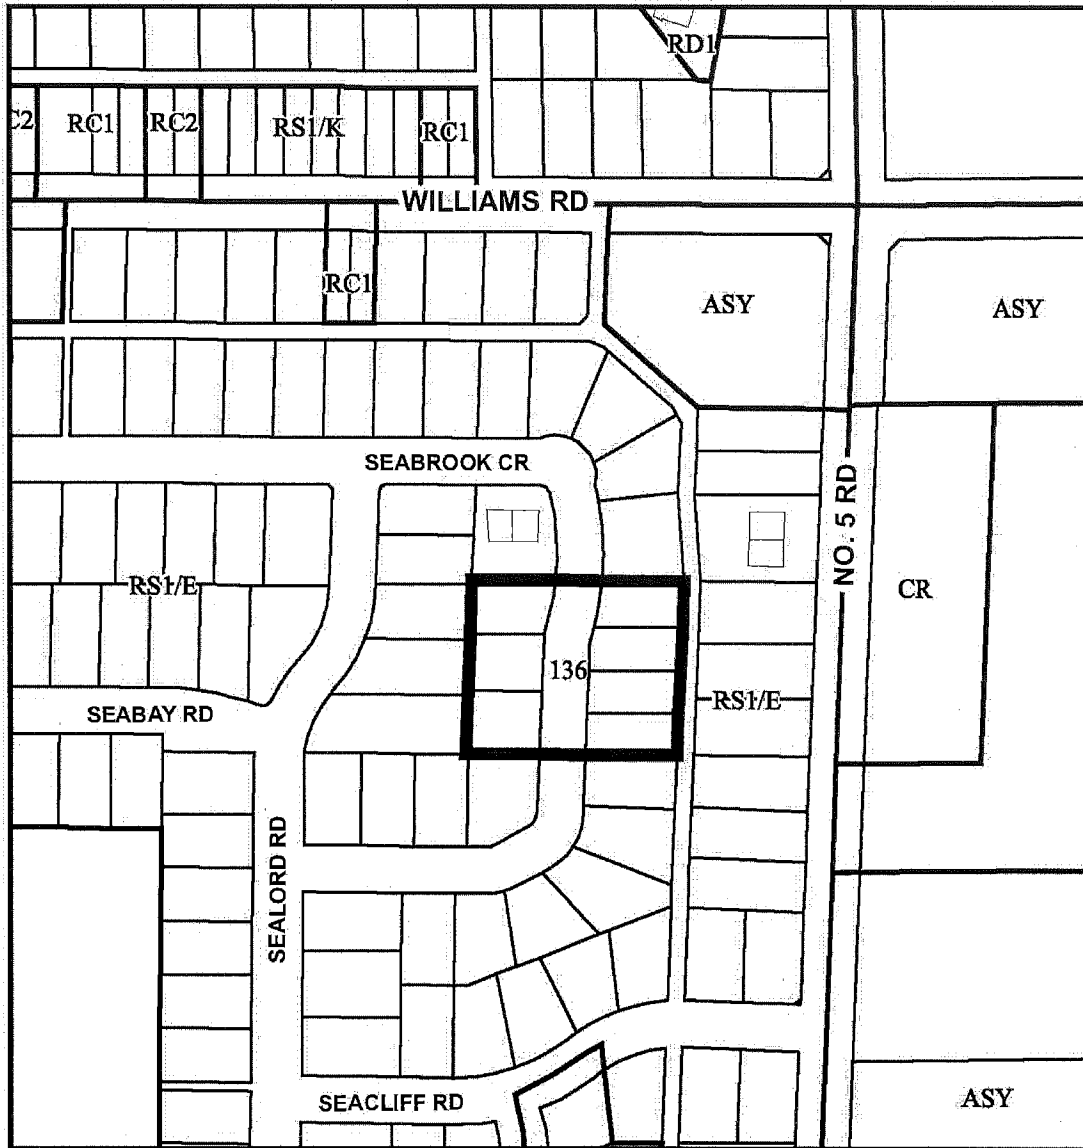 RD1
C2
RC1
RC2
RS1/K
RC1
WILLIAMS RD
RC1
ASY
ASY
SEABROOK CR
NO. 5 RD
RS1/E
CR
136
RS1/E
SEABAY RD
SEALORD RD
SEACLIFF RD
ASY